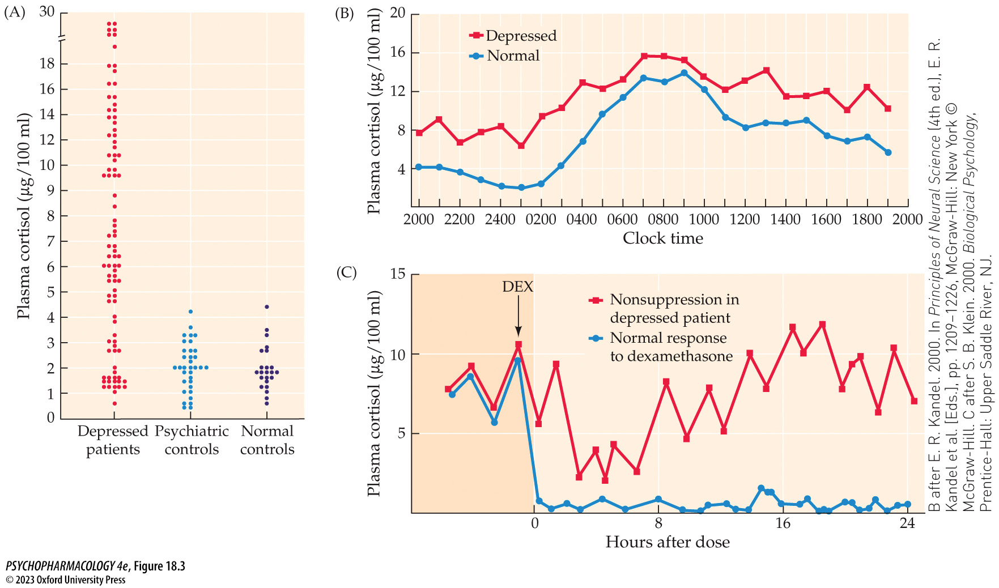 (A)
30
18
16
14
12
10
9
8
7
6
5
4
3
2
1
0
Plasma cortisol (μg/100 ml)
Depressed
patients
Psychiatric
controls
Normal
controls
(B)
20
16
12
8
4
Plasma cortisol (μg/100 ml)
Depressed
Normal
2000 2200 2400 0200 0400 0600 0800 1000 1200 1400 1600 1800 2000
Clock time
(C)
15
10
5
Plasma cortisol (μg/100 ml)
DEX
Nonsuppression in
depressed patient
Normal response
to dexamethasone
0 8 16 24
Hours after dose
B after E. R. Kandel. 2000. In Principles of Neural Science (4th ed.), E. R.
Kandel et al. [Eds.], pp. 1209–1226, McGraw-Hill: New York ©
McGraw-Hill. C after S. B. Klein. 2000. Biological Psychology,
Prentice-Hall: Upper Saddle River, NJ.
PSYCHOPHARMACOLOGY 4e, Figure 18.3
© 2023 Oxford University Press